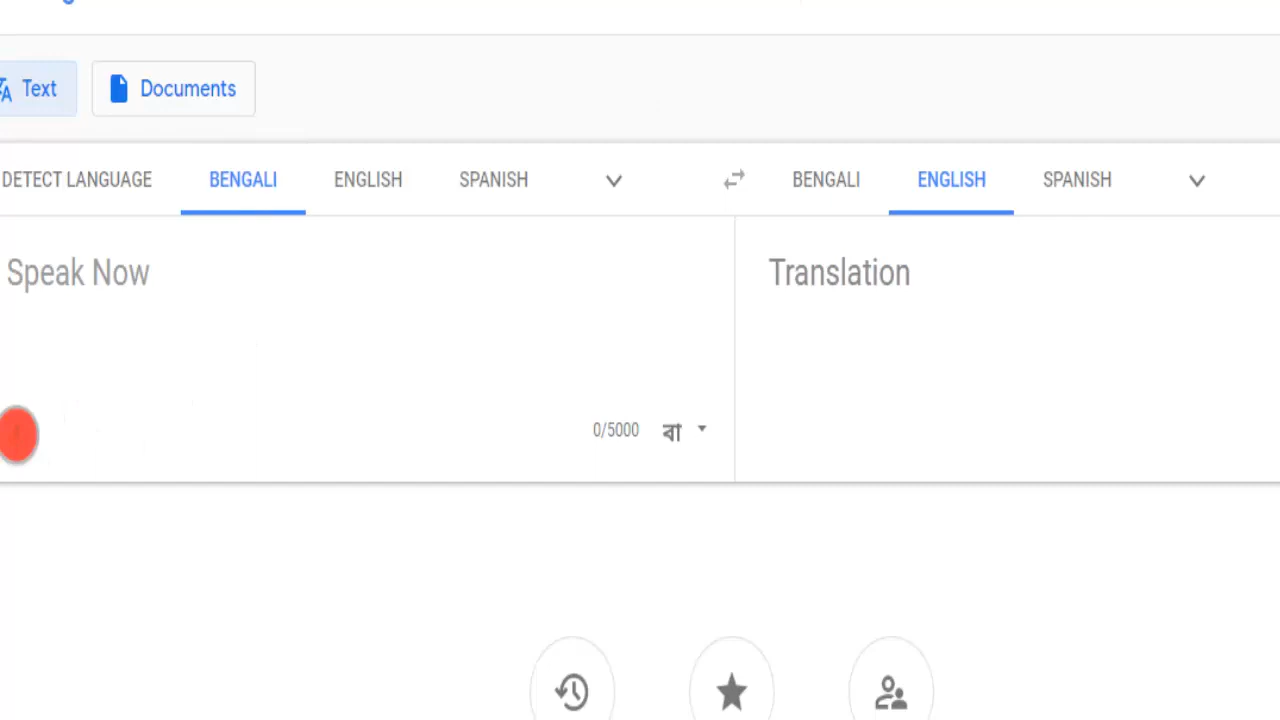 Text Documents
DETECT LANGUAGE BENGALI ENGLISH SPANISH BENGALI ENGLISH SPANISH
Speak Now Translation
0/5000 বা